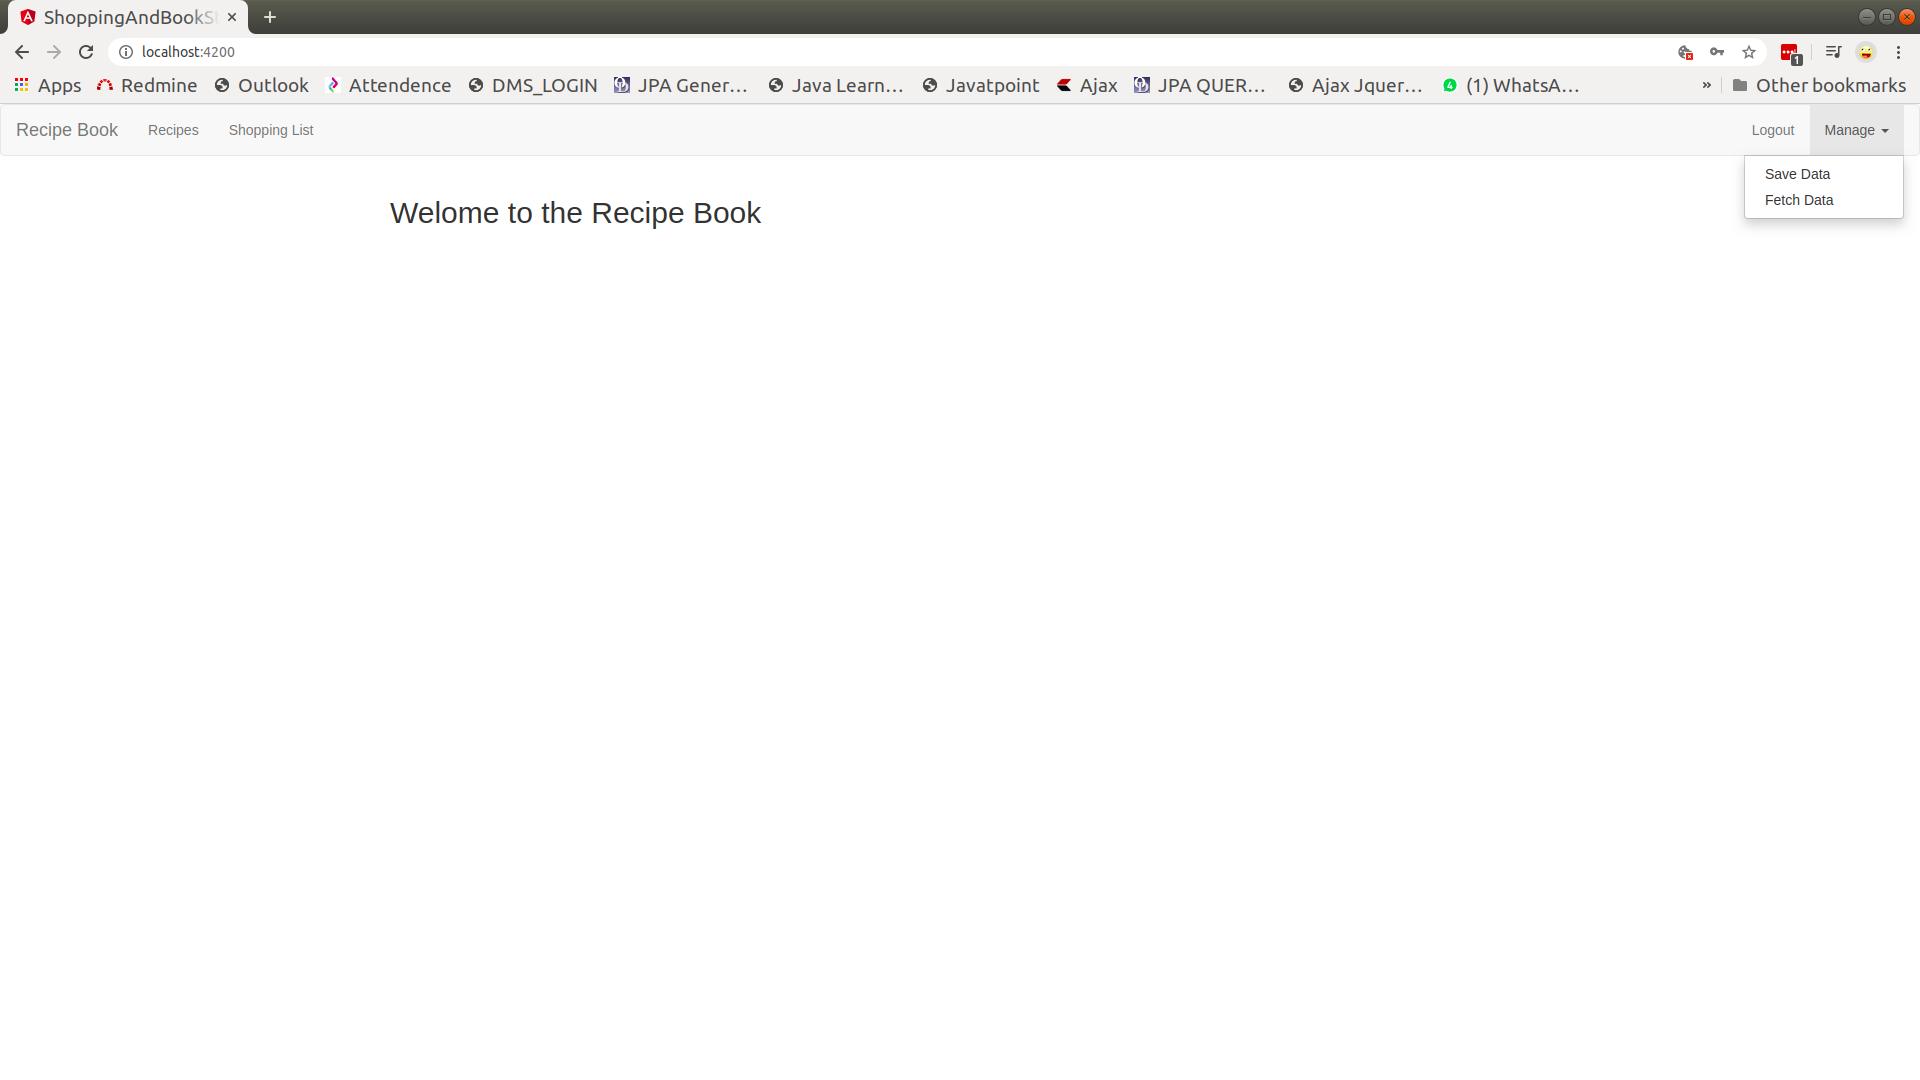 ShoppingAndBookS
localhost:4200
1
Apps Redmine Outlook Attendence DMS_LOGIN JPA Gener... Java Learn... Javatpoint Ajax JPA QUER... Ajax Jquer... 4 (1) WhatsA... » Other bookmarks
Recipe Book Recipes Shopping List Logout Manage
Save Data
Fetch Data
Welome to the Recipe Book